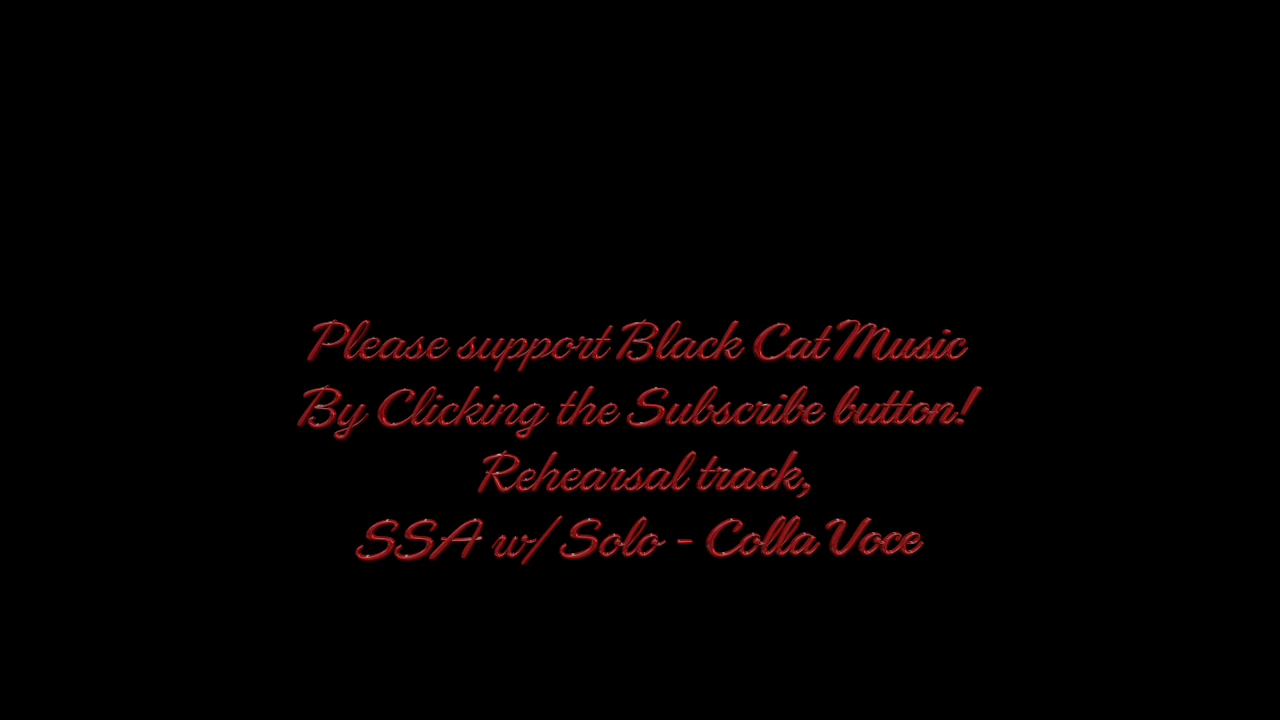 Please support Black Cat Music
By Clicking the Subscribe button!
Rehearsal track,
SSA w/ Solo - Colla Voce